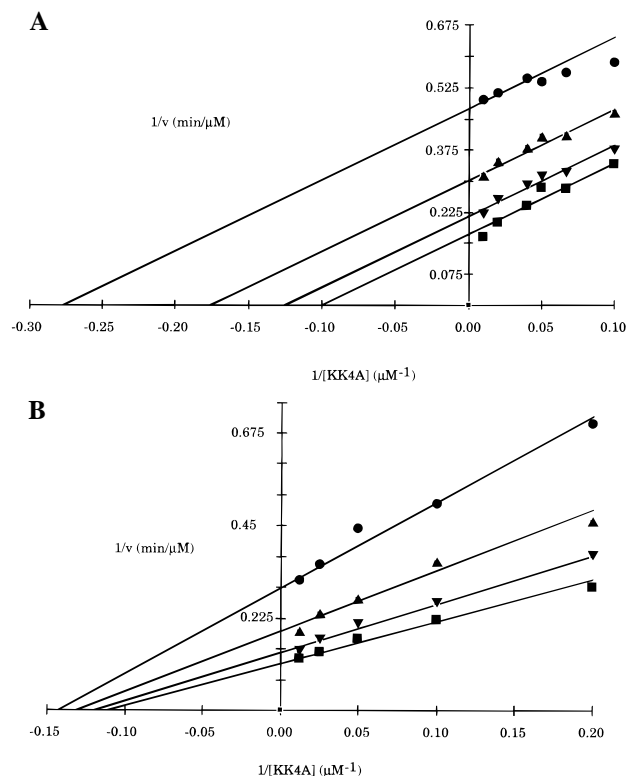 A
0.675
0.525
1/v (min/μM)
0.375
0.225
0.075
-0.30 -0.25 -0.20 -0.15 -0.10 -0.05 0.00 0.05 0.10
1/[KK4A] (μM-1)
B
0.675
0.45
1/v (min/μM)
0.225
-0.15 -0.10 -0.05 0.00 0.05 0.10 0.15 0.20
1/[KK4A] (μM-1)